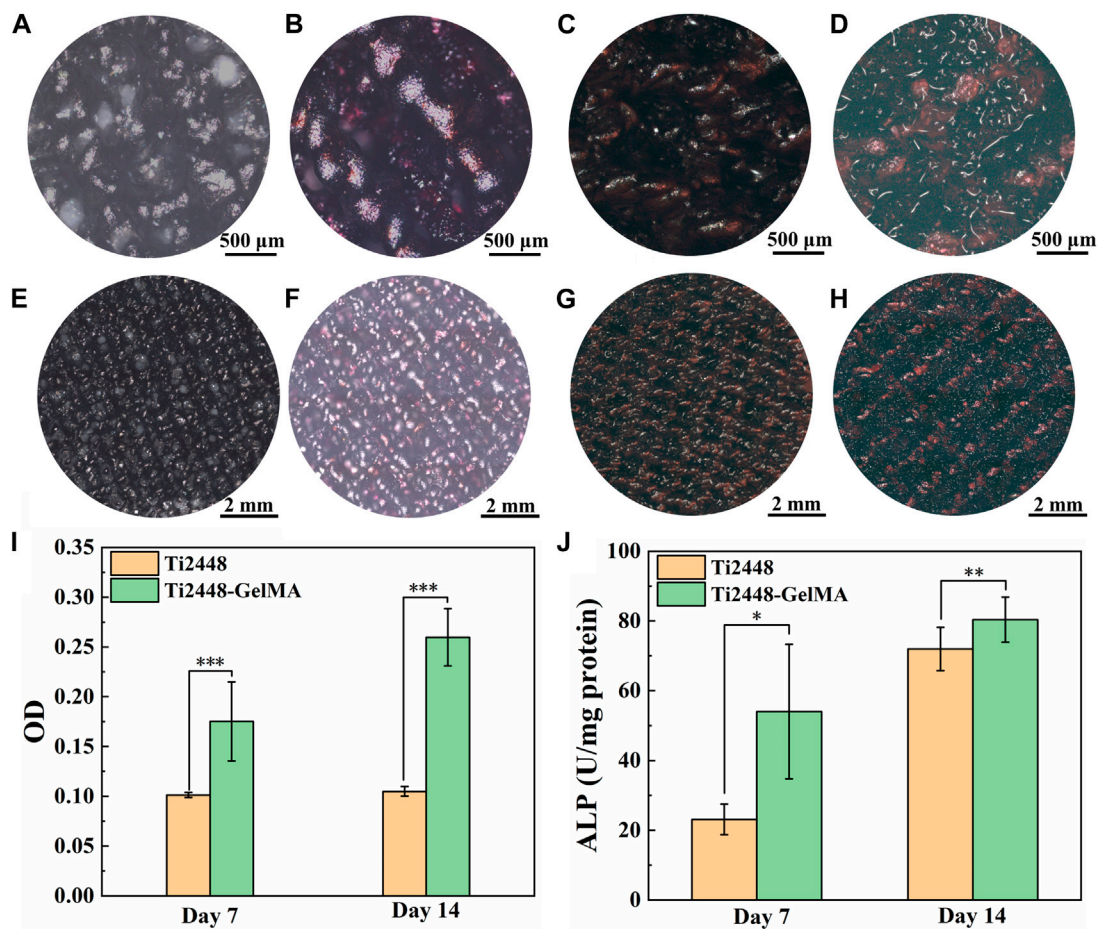 A B C D
500 µm 500 µm 500 µm 500 µm
E F G H
2 mm 2 mm 2 mm 2 mm
I
0.35
0.30
0.25
0.20
0.15
0.10
0.05
0.00
OD
Ti2448
Ti2448-GelMA
***
***
Day 7 Day 14
J
100
80
60
40
20
0
ALP (U/mg protein)
Ti2448
Ti2448-GelMA
*
**
Day 7 Day 14